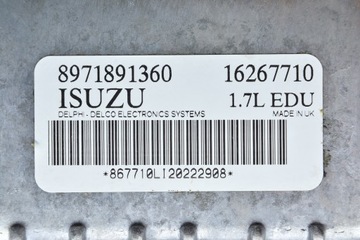 8971891360 16267710
ISUZU 1.7L EDU
DELPHI - DELCO ELECTRONICS SYSTEMS MADE IN UK
*867710LI20222908*